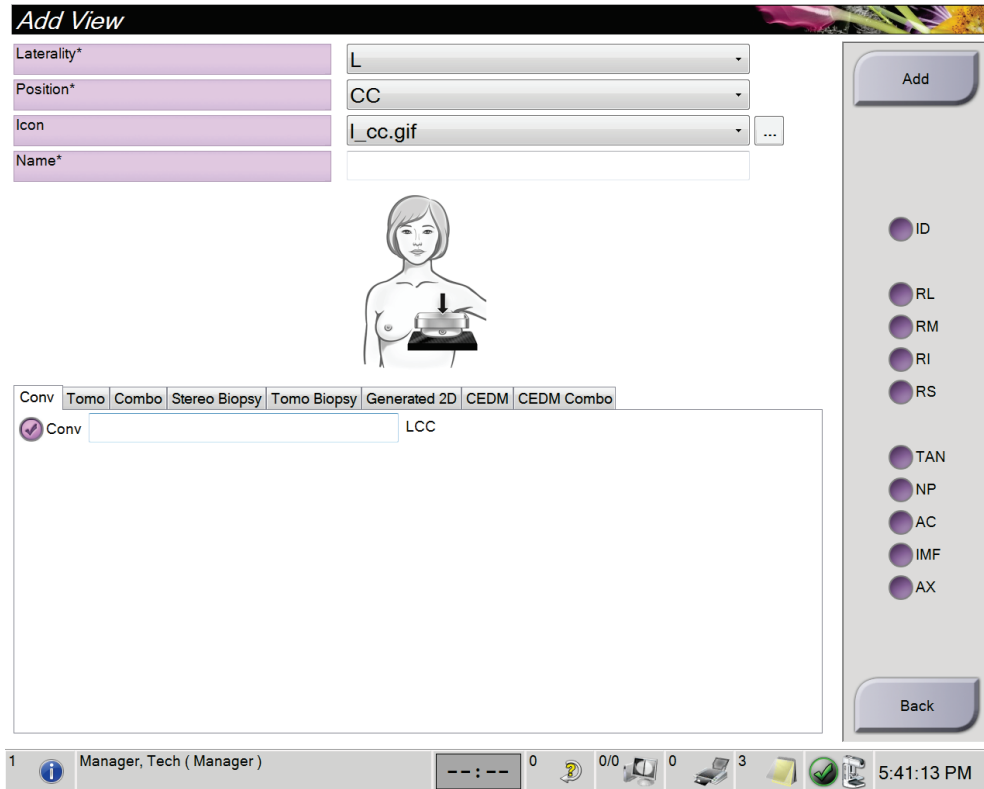 Add View
Laterality*
L
Add
Position*
CC
Icon
l_cc.gif
...
Name*
ID
RL
RM
RI
RS
Conv Tomo Combo Stereo Biopsy Tomo Biopsy Generated 2D CEDM CEDM Combo
Conv
LCC
TAN
NP
AC
IMF
AX
Back
1
Manager, Tech ( Manager )
--:--
0
0/0
0
3
5:41:13 PM